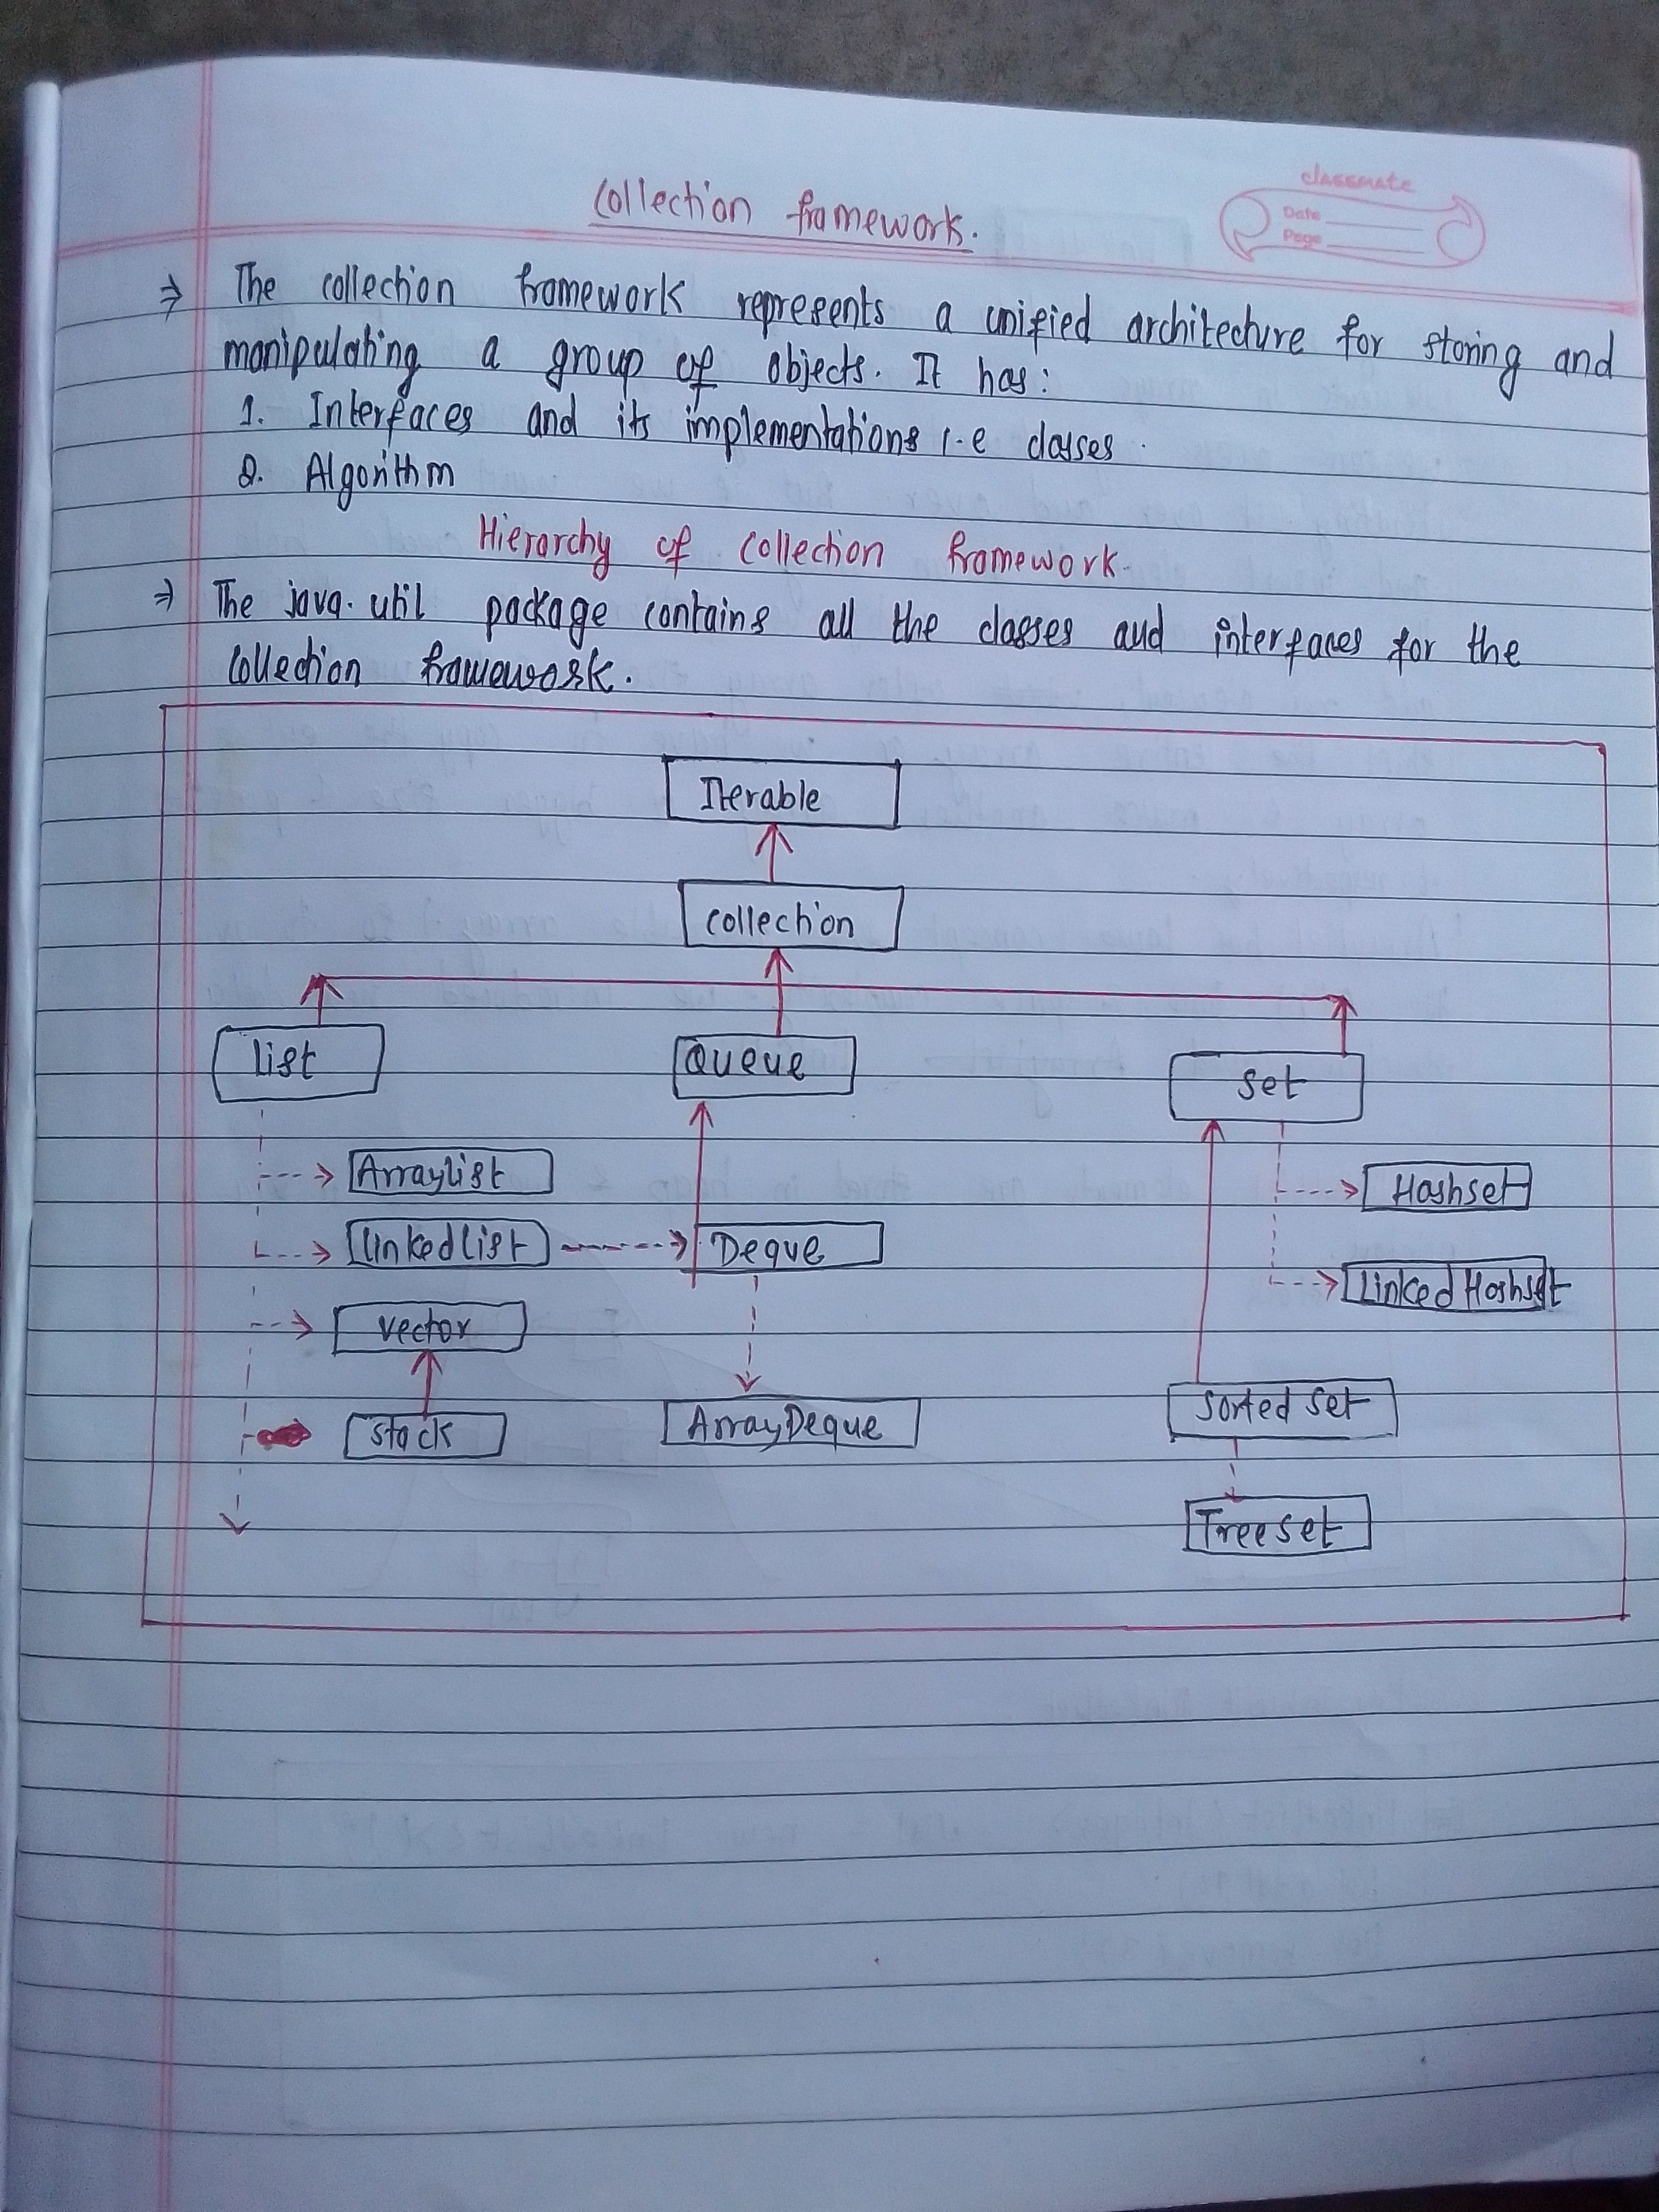 classmate
Date
Page
Collection framework.
⇒ The collection framework represents a unified architecture for storing and
manipulating a group of objects. It has:
1. Interfaces and its implementations i.e classes.
2. Algorithm
Hierarchy of collection framework.
⇒ The java.util package contains all the classes and interfaces for the
collection framework.
Iterable
collection
list Queue set
Arraylist Hashset
linkedlist Deque
LinkedHashset
vector
stack ArrayDeque Sorted set
Tree set